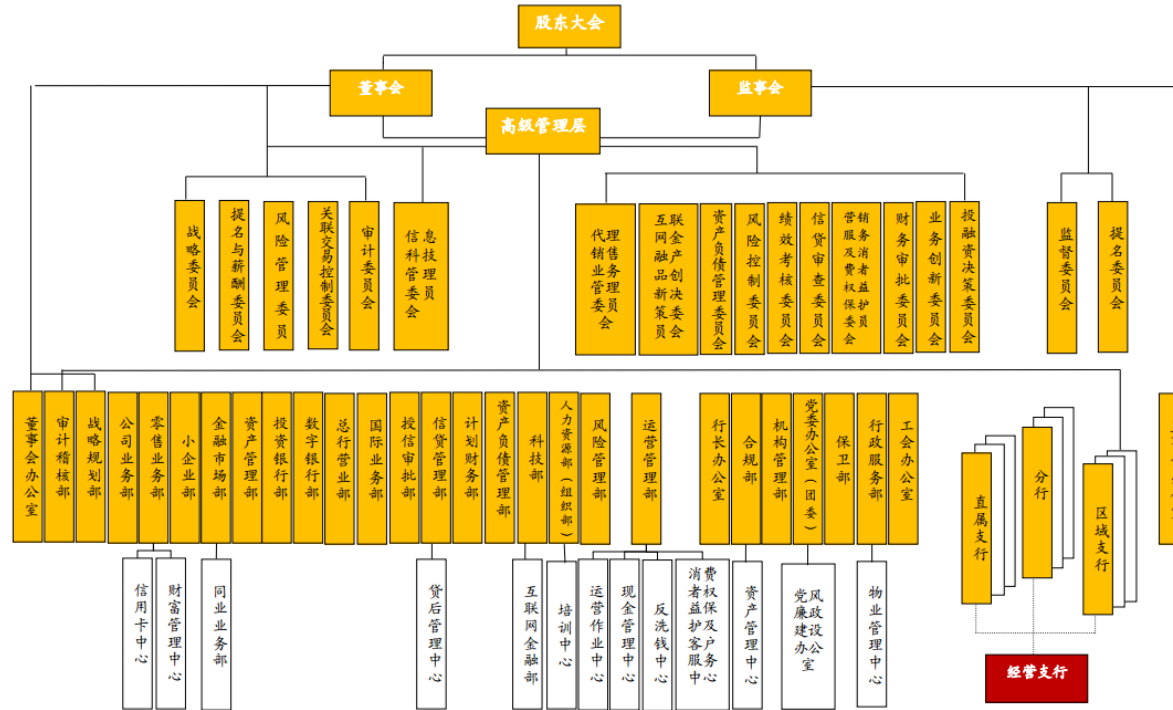 股东大会
董事会
监事会
高级管理层
战略委员会
提名与薪酬委员会
风险管理委员
关联交易控制委员会
审计委员会
信息科技管理委员会
代理销售业务管理委员会
互联网金融产品创新决策委员会
资产负债管理委员会
风险控制委员会
绩效考核委员会
信贷审查委员会
营销服务及消费者权益保护委员会
财务审批委员会
业务创新委员会
投融资决策委员会
监督委员会
提名委员会
董事会办公室
审计稽核部
战略规划部
公司业务部
零售业务部
小企业部
金融市场部
资产管理部
投资银行部
数字银行部
总行营业部
国际业务部
授信审批部
信贷管理部
计划财务部
资产负债管理部
科技部
人力资源部（组织部）
风险管理部
运营管理部
行长办公室
合规部
机构管理部
党委办公室（团委）
保卫部
行政服务部
工会办公室
直属支行
分行
区域支行
信用卡中心
财富管理中心
同业业务部
贷后管理中心
互联网金融部
培训中心
运营作业中心
现金管理中心
反洗钱中心
消费者权益保护及客户服务中心
资产管理中心
党风廉政建设办公室
物业管理中心
经营支行